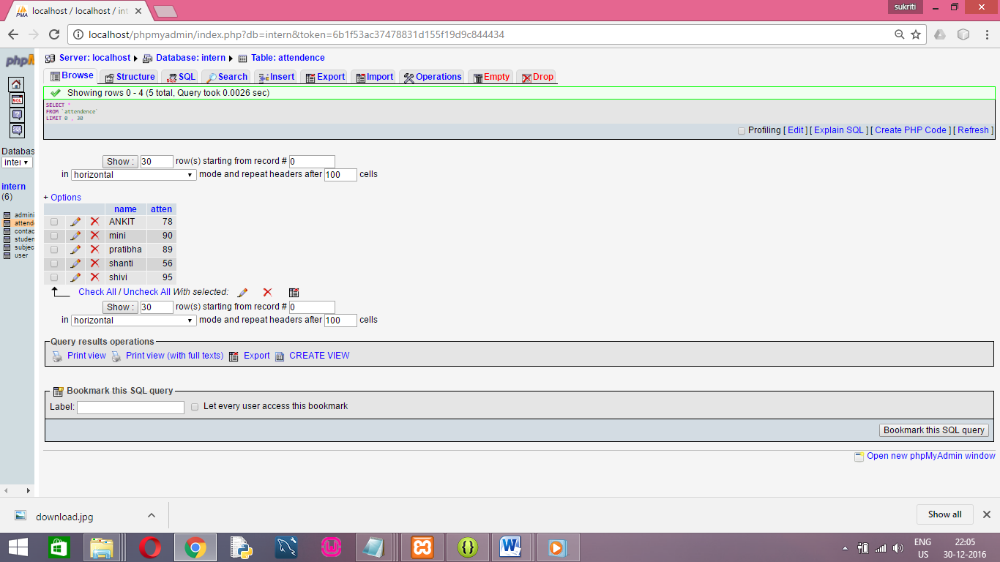 localhost / localhost / int
sukriti
localhost/phpmyadmin/index.php?db=intern&token=6b1f53ac37478831d155f19d9c844434
phpM
Server: localhost ▸ Database: intern ▸ Table: attendence
Browse Structure SQL Search Insert Export Import Operations Empty Drop
Showing rows 0 - 4 (5 total, Query took 0.0026 sec)
SELECT *
FROM `attendence`
LIMIT 0 , 30
Profiling [ Edit ] [ Explain SQL ] [ Create PHP Code ] [ Refresh ]
Databas
inter
intern
(6)
admini
attend
contac
studen
subjec
user
Show : 30 row(s) starting from record # 0
in horizontal mode and repeat headers after 100 cells
+ Options
name atten
ANKIT 78
mini 90
pratibha 89
shanti 56
shivi 95
Check All / Uncheck All With selected:
Show : 30 row(s) starting from record # 0
in horizontal mode and repeat headers after 100 cells
Query results operations
Print view Print view (with full texts) Export CREATE VIEW
Bookmark this SQL query
Label: Let every user access this bookmark
Bookmark this SQL query
Open new phpMyAdmin window
download.jpg
Show all
ENG 22:05
US 30-12-2016